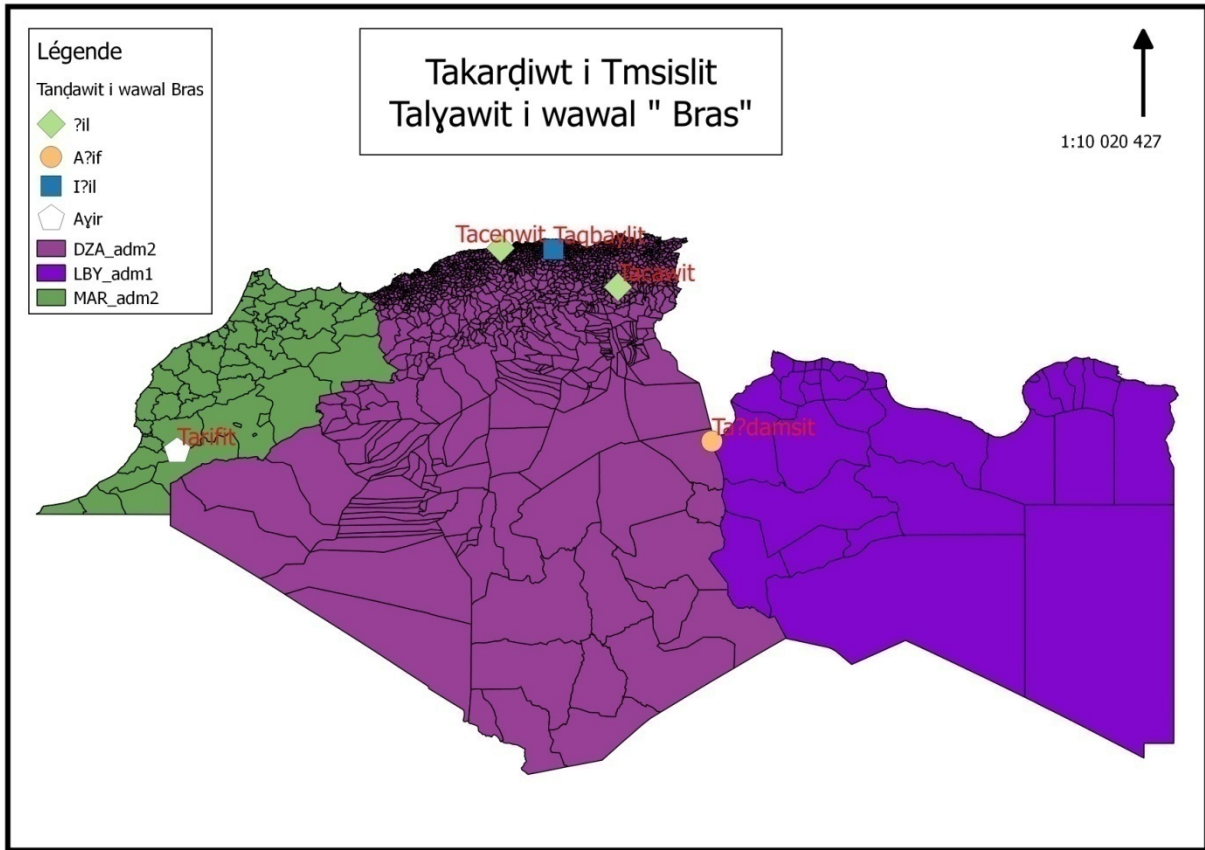 Légende
Tanḍawit i wawal Bras
?il
A?if
I?il
Aɣir
DZA_adm2
LBY_adm1
MAR_adm2
Takarḍiwt i Tmsislit
Talɣawit i wawal " Bras"
1:10 020 427
Tacenwit
Taqbaylit
Tacawit
Tarifit
Ta?damsit